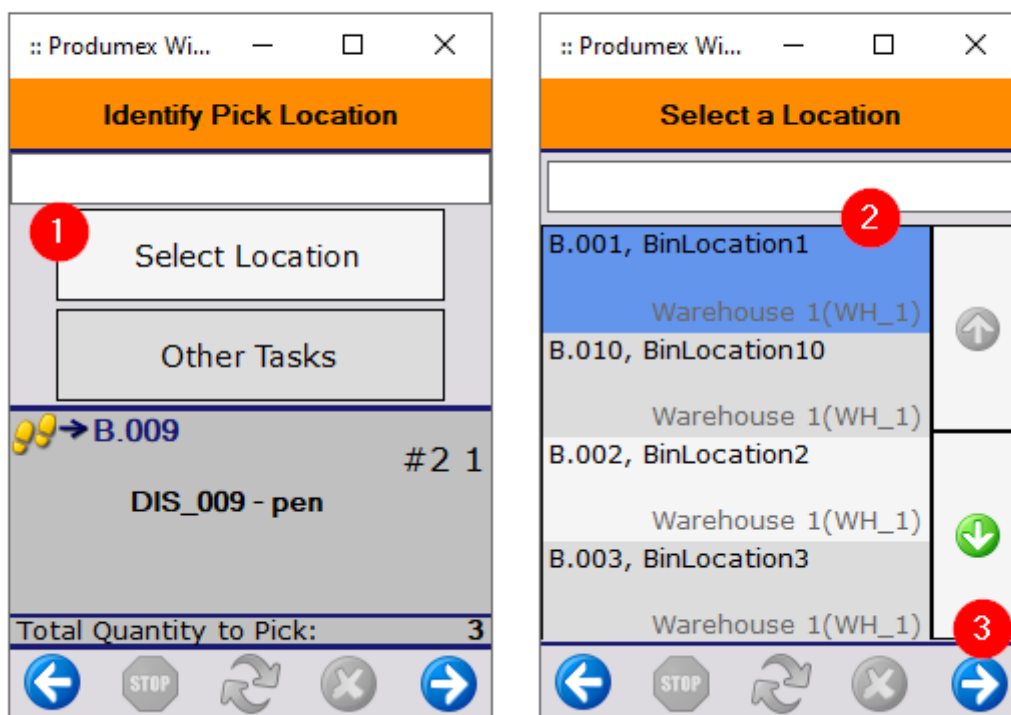 :: Produmex Wi...
Identify Pick Location
1
Select Location
Other Tasks
B.009
#2 1
DIS_009 - pen
Total Quantity to Pick: 3
STOP
:: Produmex Wi...
Select a Location
2
B.001, BinLocation1
Warehouse 1(WH_1)
B.010, BinLocation10
Warehouse 1(WH_1)
B.002, BinLocation2
Warehouse 1(WH_1)
B.003, BinLocation3
Warehouse 1(WH_1)
3
STOP